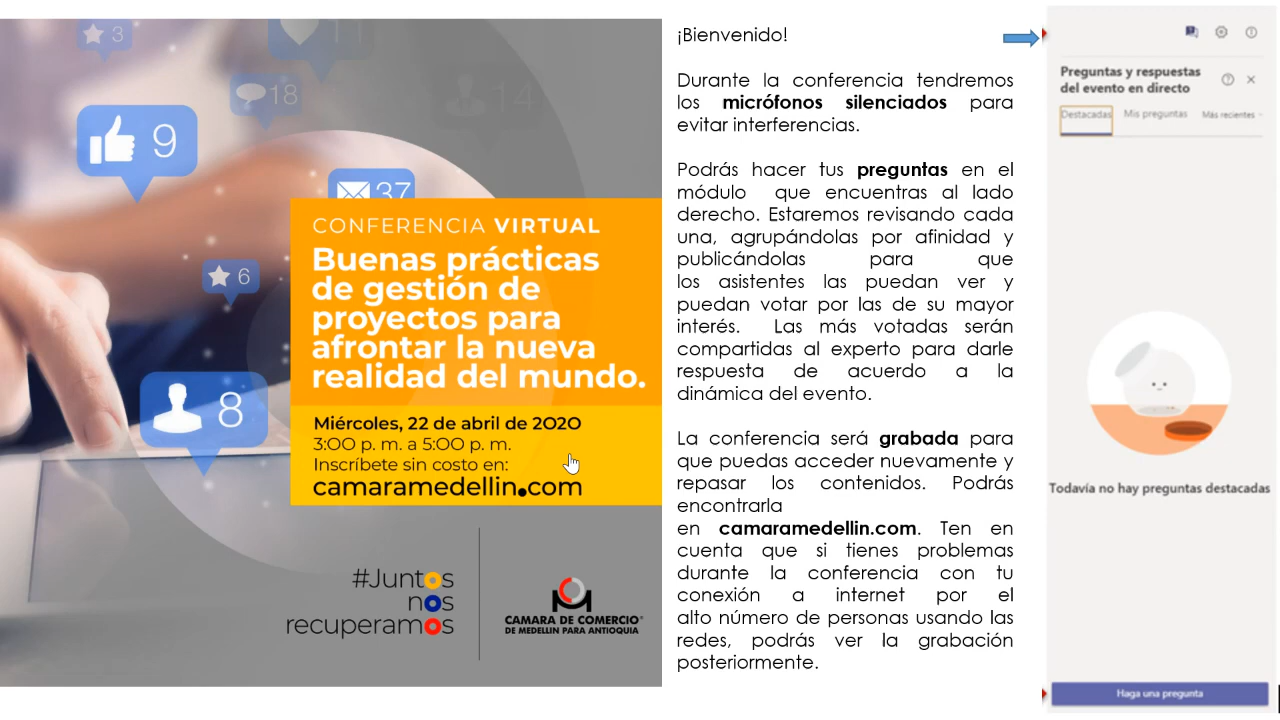 3
11
18
14
9
37
6
8
CONFERENCIA VIRTUAL
Buenas prácticas
de gestión de
proyectos para
afrontar la nueva
realidad del mundo.
Miércoles, 22 de abril de 2020
3:00 p. m. a 5:00 p. m.
Inscríbete sin costo en:
camaramedellin.com
#Juntos
nos
recuperamos
CAMARA DE COMERCIO®
DE MEDELLIN PARA ANTIOQUIA
¡Bienvenido!
Durante la conferencia tendremos
los micrófonos silenciados para
evitar interferencias.
Podrás hacer tus preguntas en el
módulo que encuentras al lado
derecho. Estaremos revisando cada
una, agrupándolas por afinidad y
publicándolas para que
los asistentes las puedan ver y
puedan votar por las de su mayor
interés. Las más votadas serán
compartidas al experto para darle
respuesta de acuerdo a la
dinámica del evento.
La conferencia será grabada para
que puedas acceder nuevamente y
repasar los contenidos. Podrás
encontrarla
en camaramedellin.com. Ten en
cuenta que si tienes problemas
durante la conferencia con tu
conexión a internet por el
alto número de personas usando las
redes, podrás ver la grabación
posteriormente.
Preguntas y respuestas
del evento en directo
Destacadas Mis preguntas Más recientes
Todavía no hay preguntas destacadas
Haga una pregunta